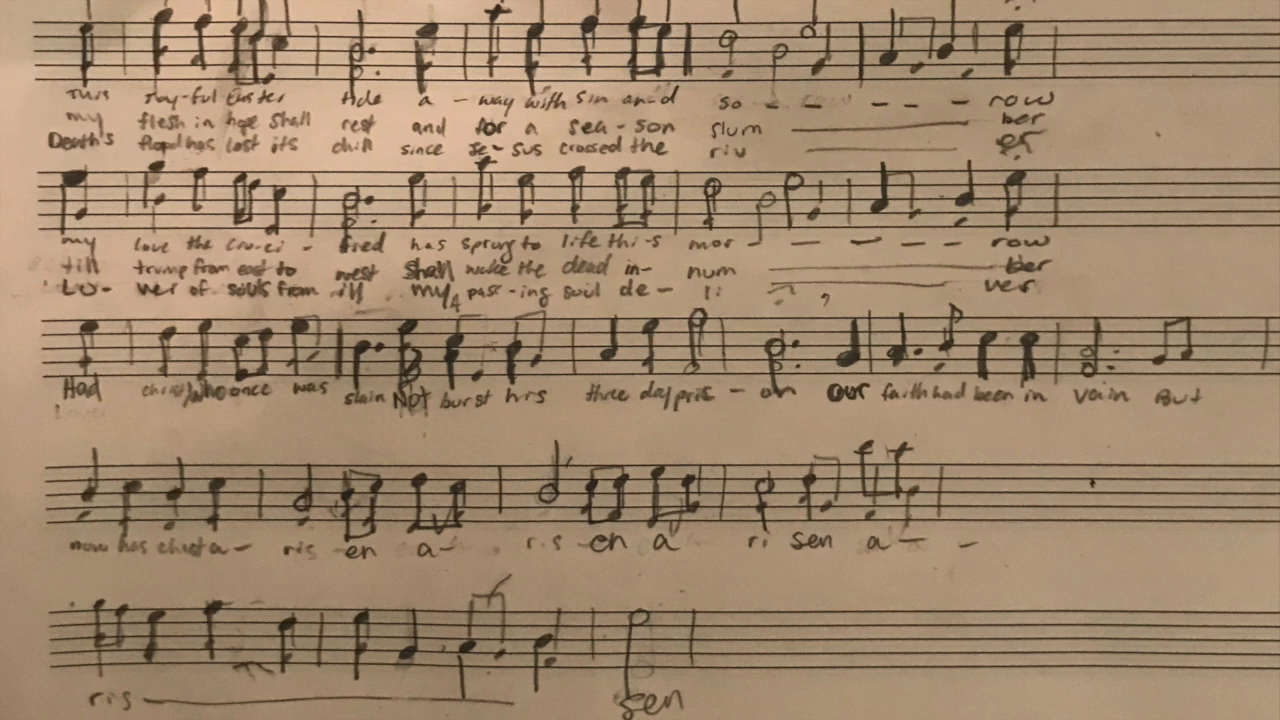 This Joy-ful Easter tide a - way with Sin and so - - - - - row
my flesh in hope Shall rest and for a sea - son slum ber
Death's flood has lost its chill since Je - sus crossed the riv er
my love the Cru-ci - fied has sprung to life thi-s mor - - - - - row
till trump from east to west Shall wake the dead in- num ber
Lo- ver of souls from ill my pass-ing soul de - li ver
Had christ, who once was slain Not burst his three day pris - on our faith had been in vain But
now has christ a - ris en a- ris en a ri sen a - -
ris sen